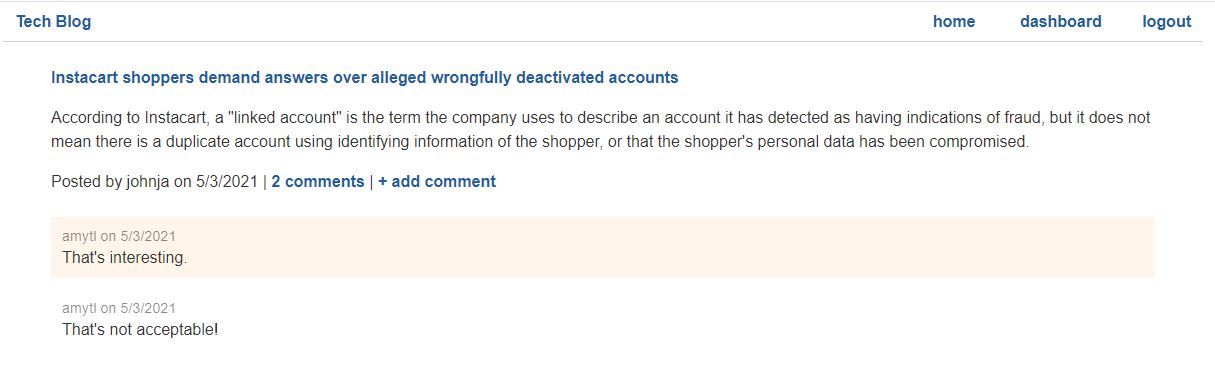 Tech Blog home dashboard logout
Instacart shoppers demand answers over alleged wrongfully deactivated accounts
According to Instacart, a "linked account" is the term the company uses to describe an account it has detected as having indications of fraud, but it does not
mean there is a duplicate account using identifying information of the shopper, or that the shopper's personal data has been compromised.
Posted by johnja on 5/3/2021 | 2 comments | + add comment
amytl on 5/3/2021
That's interesting.
amytl on 5/3/2021
That's not acceptable!